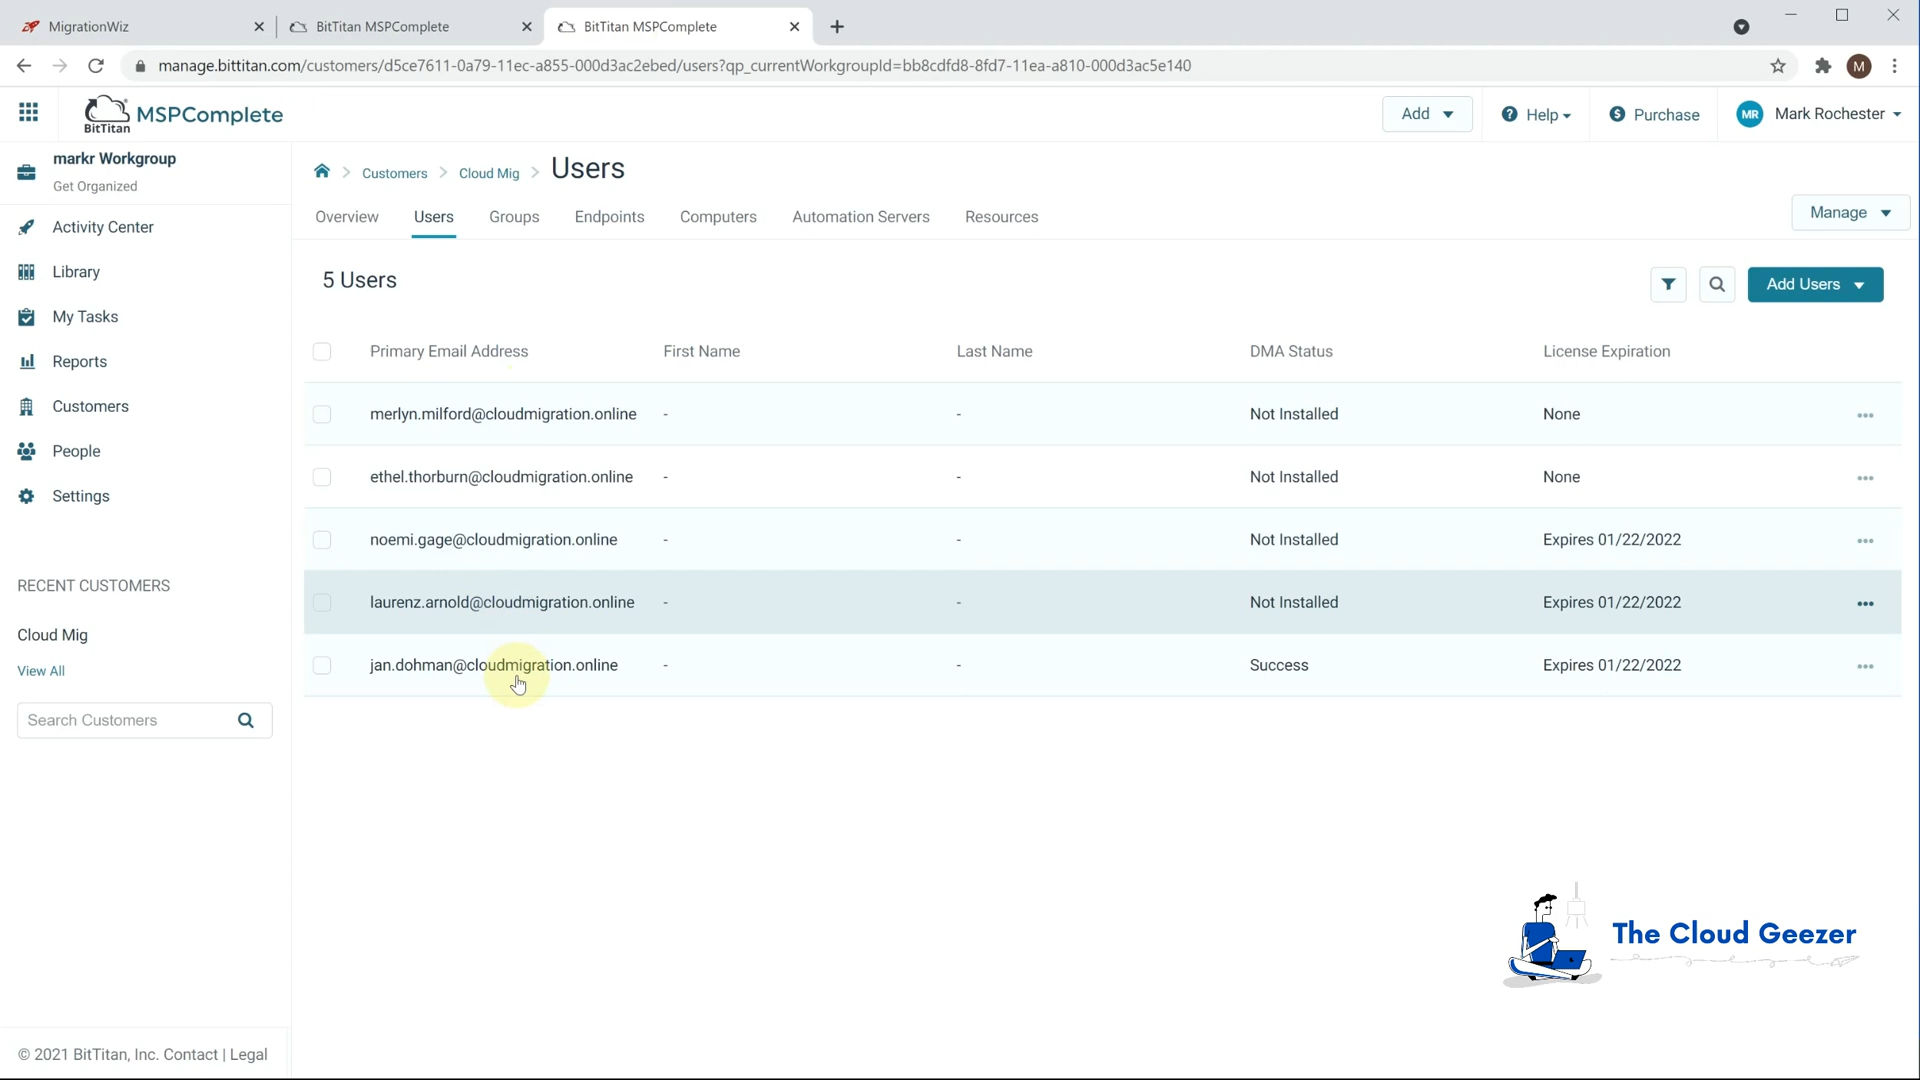 MigrationWiz
BitTitan MSPComplete
BitTitan MSPComplete
manage.bittitan.com/customers/d5ce7611-0a79-11ec-a855-000d3ac2ebed/users?qp_currentWorkgroupId=bb8cdfd8-8fd7-11ea-a810-000d3ac5e140
M
BitTitan MSPComplete
Add
Help
Purchase
MR
Mark Rochester
markr Workgroup
Get Organized
Activity Center
Library
My Tasks
Reports
Customers
People
Settings
RECENT CUSTOMERS
Cloud Mig
View All
Search Customers
© 2021 BitTitan, Inc. Contact | Legal
Customers > Cloud Mig > Users
Overview Users Groups Endpoints Computers Automation Servers Resources
Manage
5 Users
Add Users
Primary Email Address First Name Last Name DMA Status License Expiration
merlyn.milford@cloudmigration.online - - Not Installed None
ethel.thorburn@cloudmigration.online - - Not Installed None
noemi.gage@cloudmigration.online - - Not Installed Expires 01/22/2022
laurenz.arnold@cloudmigration.online - - Not Installed Expires 01/22/2022
jan.dohman@cloudmigration.online - - Success Expires 01/22/2022
The Cloud Geezer